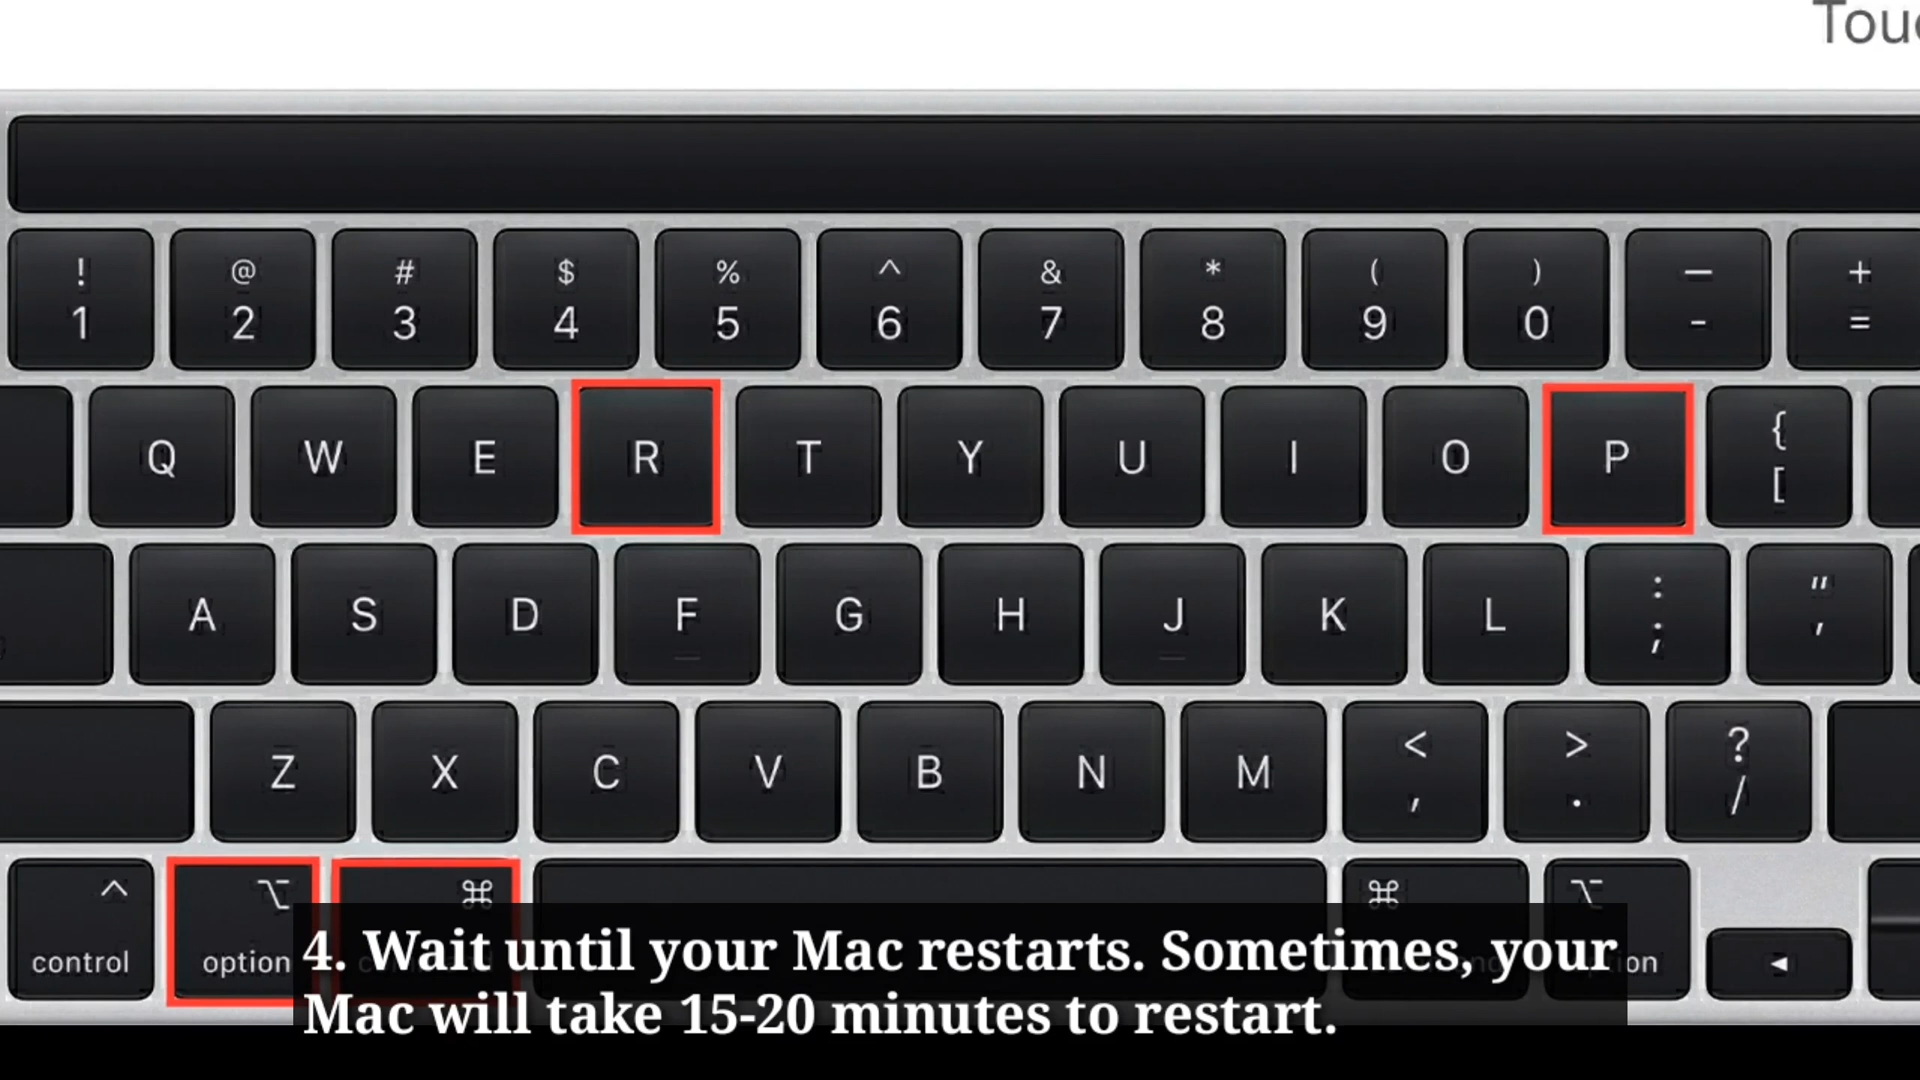 Touc
! @ # $ % ^ & * ( ) — +
1 2 3 4 5 6 7 8 9 0 - =
Q W E R T Y U I O P { [
A S D F G H J K L : ; " '
Z X C V B N M < , > . ? /
^ ⌥ ⌘ ⌘ ⌥
control option ◄
4. Wait until your Mac restarts. Sometimes, your
Mac will take 15-20 minutes to restart.